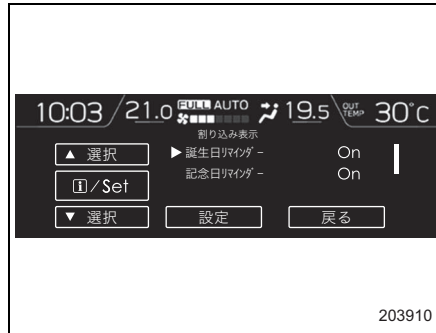 10:03 21.0 FULL AUTO 19.5 OUT TEMP 30°C
割り込み表示
▲ 選択 ▶誕生日リマインダー On
i/Set 記念日リマインダー On
▼ 選択 設定 戻る
203910